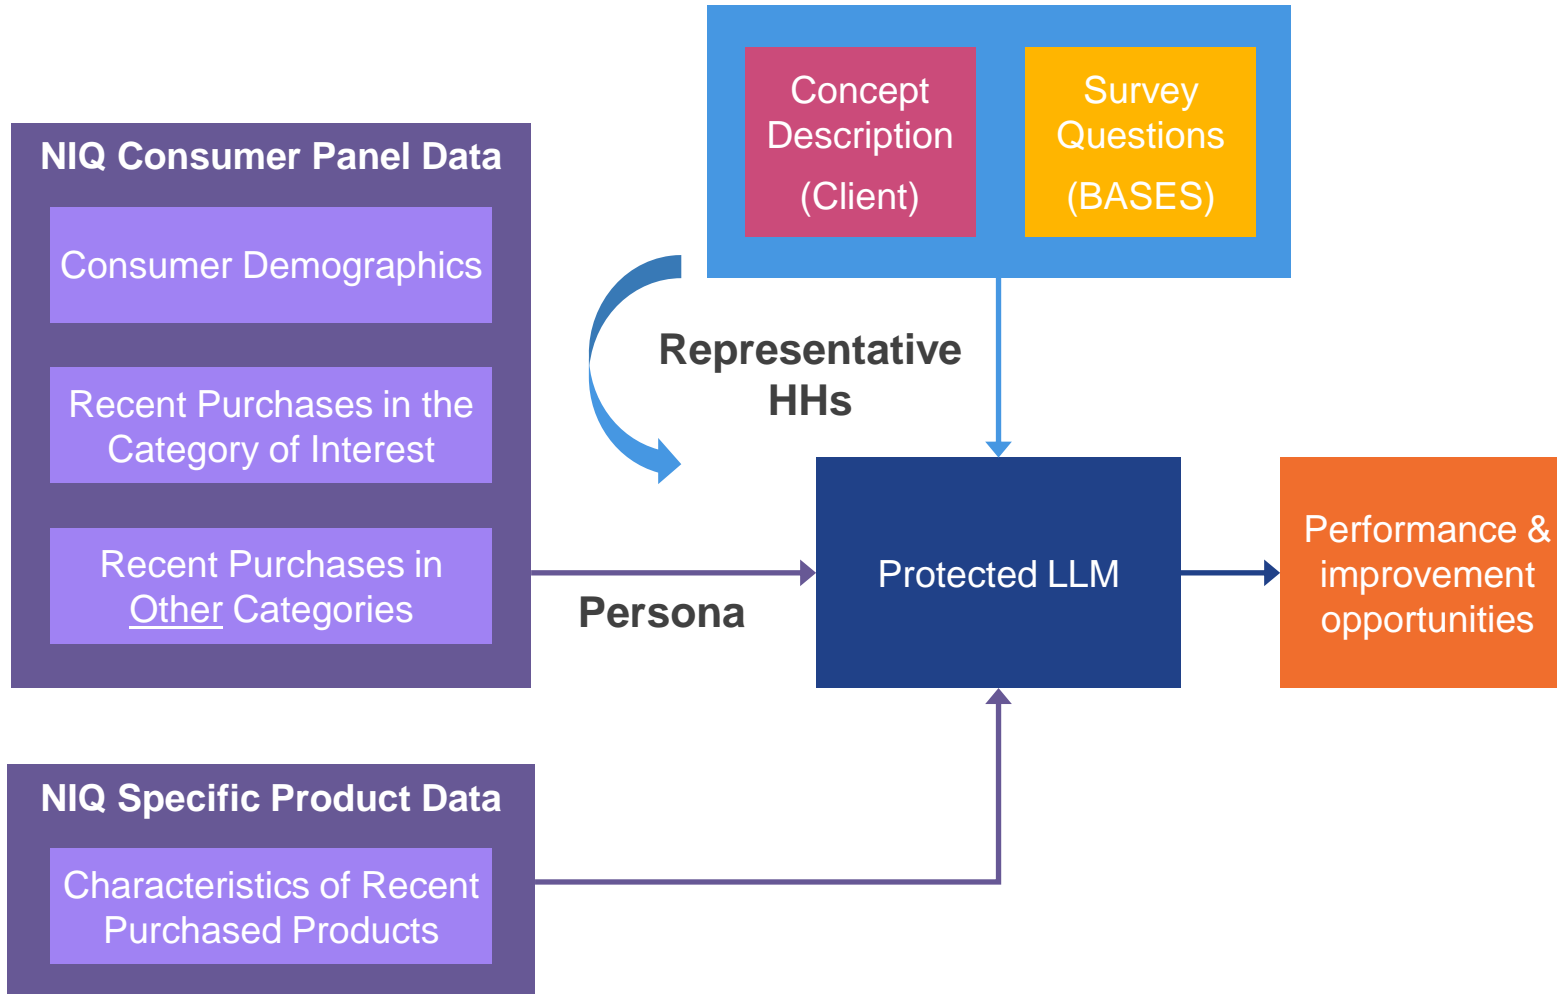 Concept
Description
(Client)
Survey
Questions
(BASES)
NIQ Consumer Panel Data
Consumer Demographics
Recent Purchases in the
Category of Interest
Recent Purchases in
Other Categories
Representative
HHs
Persona
Protected LLM
Performance &
improvement
opportunities
NIQ Specific Product Data
Characteristics of Recent
Purchased Products